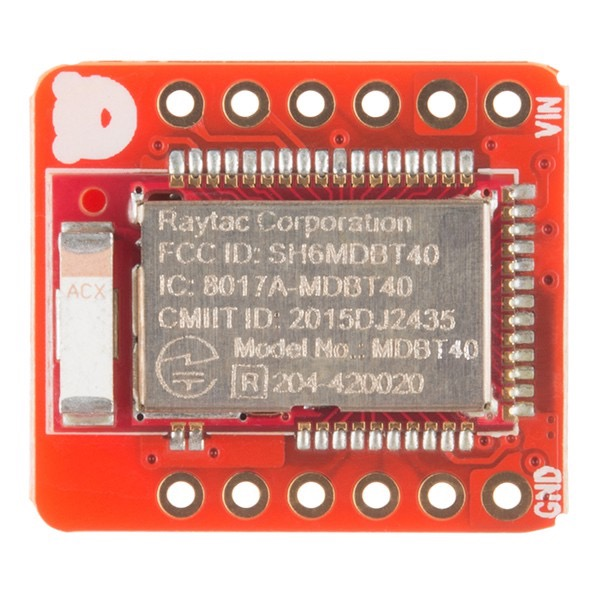 VIN
ACX
Raytac Corporation
FCC ID: SH6MDBT40
IC: 8017A-MDBT40
CMIIT ID: 2015DJ2435
Model No.: MDBT40
R 204-420020
GND